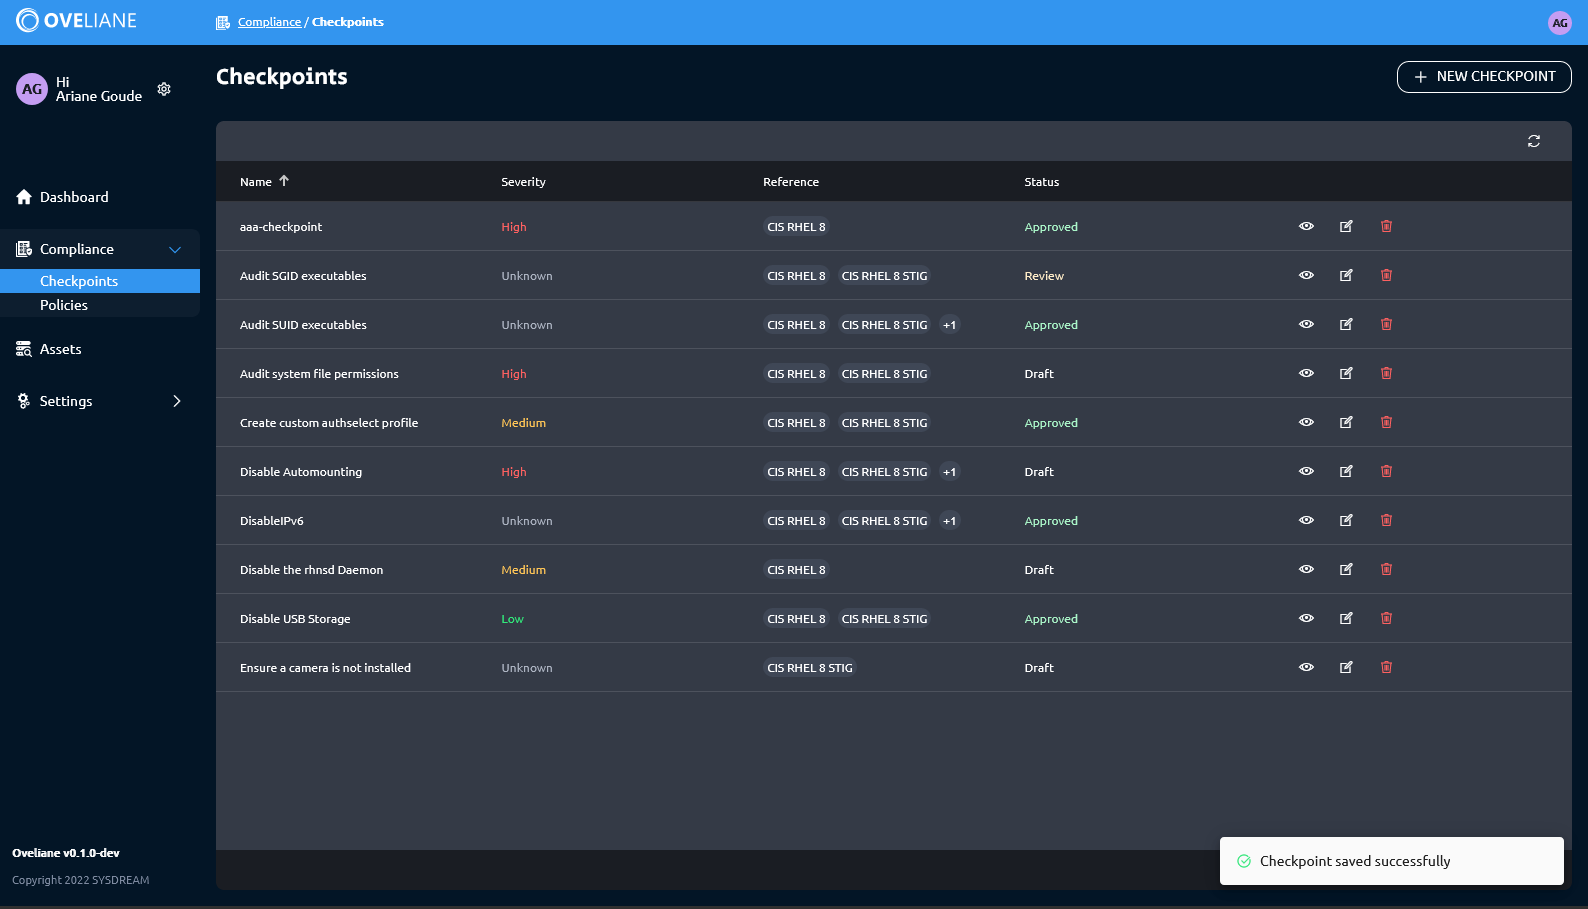 OVELIANE
Compliance / Checkpoints
AG
AG
Hi
Ariane Goude
Checkpoints
NEW CHECKPOINT
Dashboard
Compliance
Checkpoints
Policies
Assets
Settings
Name Severity Reference Status
aaa-checkpoint High CIS RHEL 8 Approved
Audit SGID executables Unknown CIS RHEL 8 CIS RHEL 8 STIG Review
Audit SUID executables Unknown CIS RHEL 8 CIS RHEL 8 STIG +1 Approved
Audit system file permissions High CIS RHEL 8 CIS RHEL 8 STIG Draft
Create custom authselect profile Medium CIS RHEL 8 CIS RHEL 8 STIG Approved
Disable Automounting High CIS RHEL 8 CIS RHEL 8 STIG +1 Draft
DisableIPv6 Unknown CIS RHEL 8 CIS RHEL 8 STIG +1 Approved
Disable the rhnsd Daemon Medium CIS RHEL 8 Draft
Disable USB Storage Low CIS RHEL 8 CIS RHEL 8 STIG Approved
Ensure a camera is not installed Unknown CIS RHEL 8 STIG Draft
Oveliane v0.1.0-dev
Copyright 2022 SYSDREAM
Checkpoint saved successfully